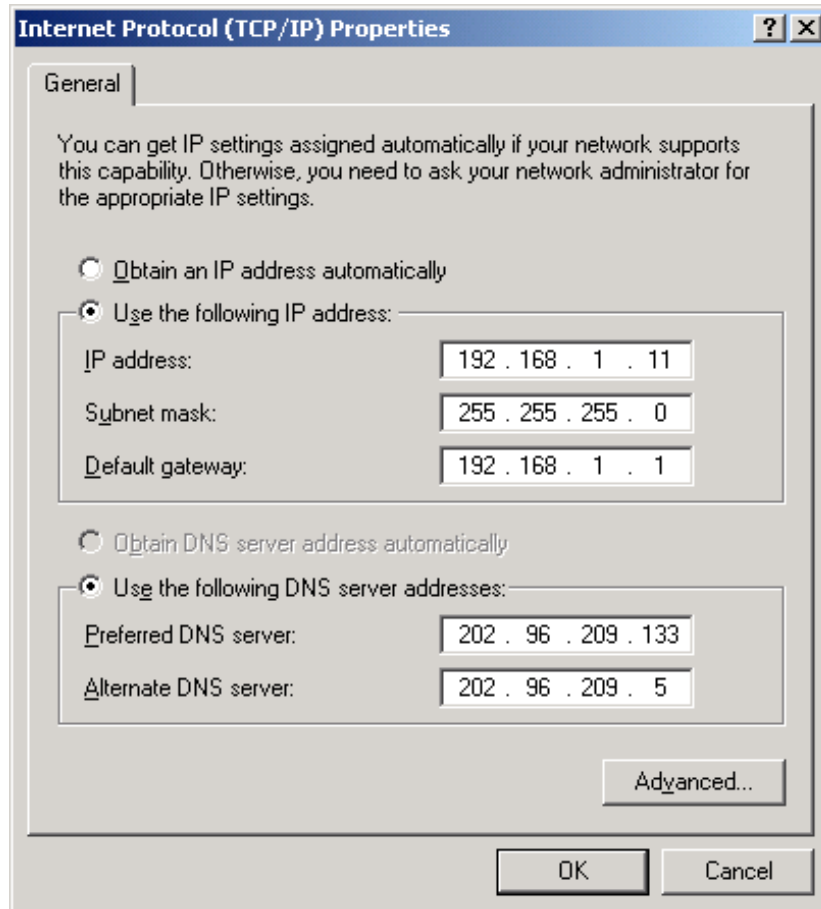 Internet Protocol (TCP/IP) Properties
General
You can get IP settings assigned automatically if your network supports
this capability. Otherwise, you need to ask your network administrator for
the appropriate IP settings.
Obtain an IP address automatically
Use the following IP address:
IP address: 192 . 168 . 1 . 11
Subnet mask: 255 . 255 . 255 . 0
Default gateway: 192 . 168 . 1 . 1
Obtain DNS server address automatically
Use the following DNS server addresses:
Preferred DNS server: 202 . 96 . 209 . 133
Alternate DNS server: 202 . 96 . 209 . 5
Advanced...
OK Cancel